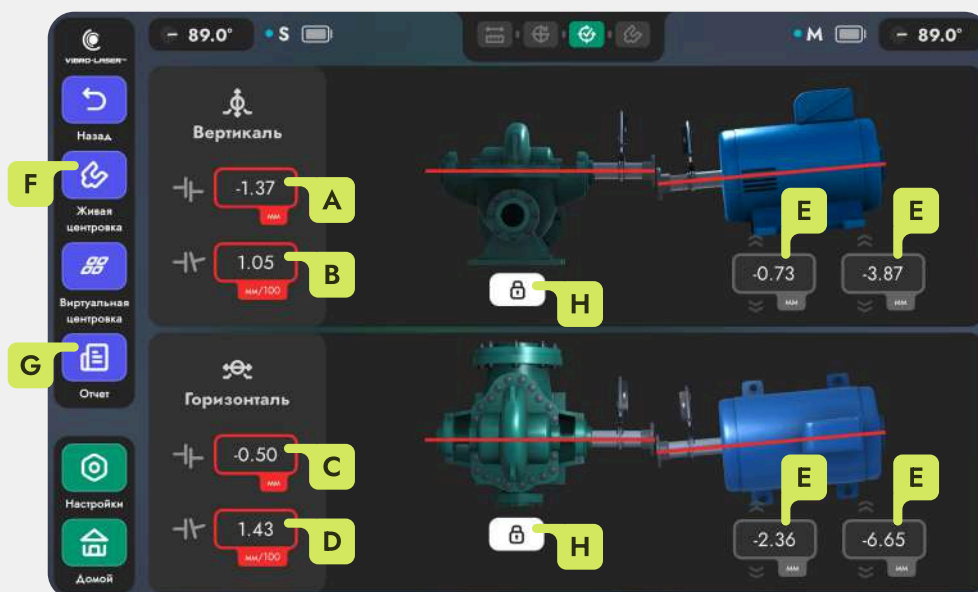 VIBRO-LASER™
- 89.0°
S
M
- 89.0°
Назад
F
Живая
центровка
Виртуальная
центровка
G
Отчет
Настройки
Домой
Вертикаль
-1.37
мм
A
1.05
мм/100
B
H
E
-0.73
мм
E
-3.87
мм
Горизонталь
-0.50
мм
C
1.43
мм/100
D
H
E
-2.36
мм
E
-6.65
мм